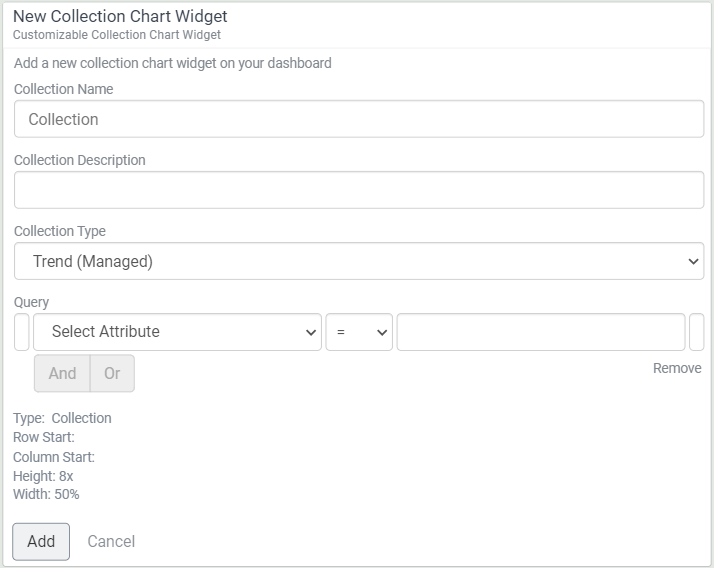 New Collection Chart Widget
Customizable Collection Chart Widget
Add a new collection chart widget on your dashboard
Collection Name
Collection
Collection Description
Collection Type
Trend (Managed)
Query
Select Attribute =
And Or Remove
Type: Collection
Row Start:
Column Start:
Height: 8x
Width: 50%
Add Cancel